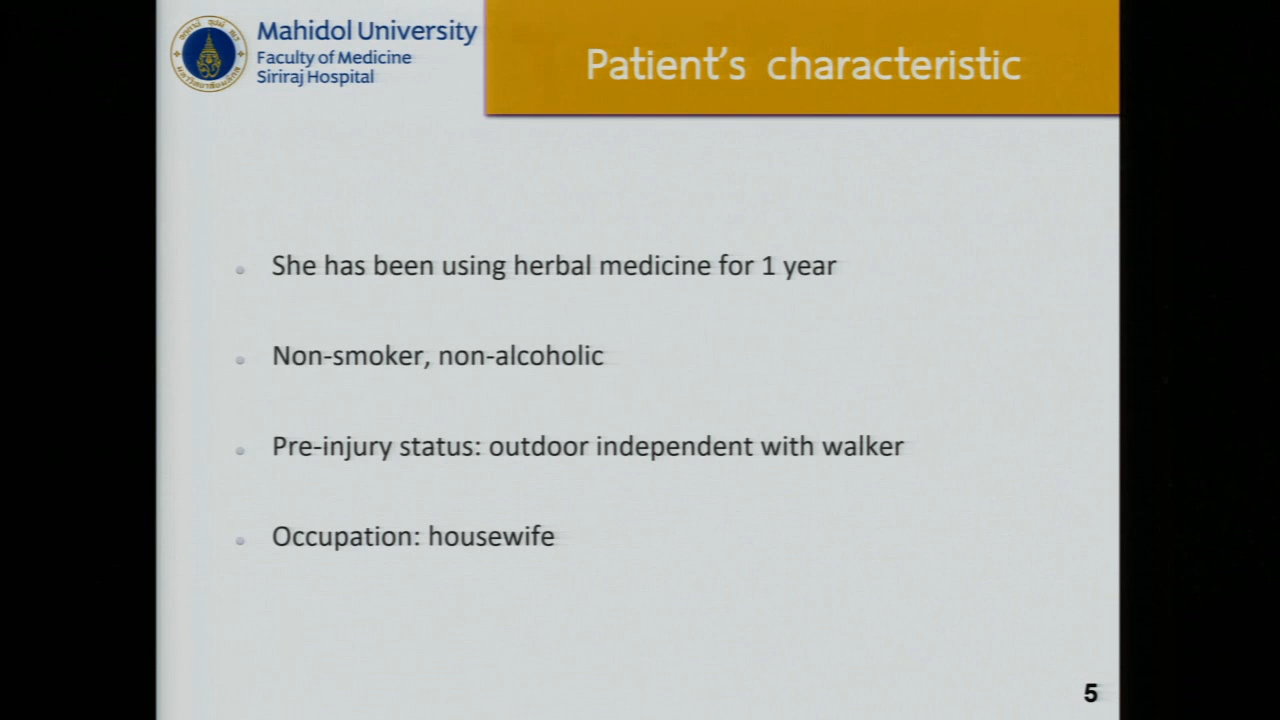 Mahidol University
Faculty of Medicine
Siriraj Hospital
Patient's characteristic
She has been using herbal medicine for 1 year
Non-smoker, non-alcoholic
Pre-injury status: outdoor independent with walker
Occupation: housewife
5